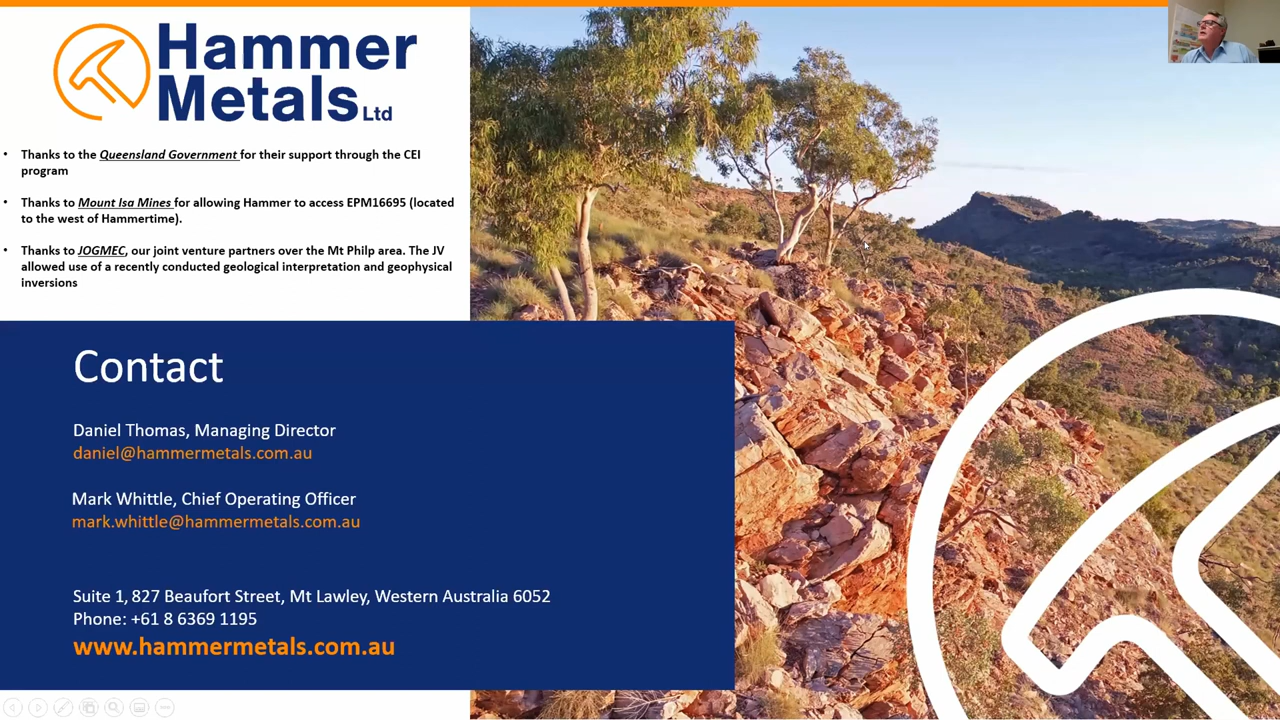 Hammer
Metals Ltd
• Thanks to the Queensland Government for their support through the CEI
program
• Thanks to Mount Isa Mines for allowing Hammer to access EPM16695 (located
to the west of Hammertime).
• Thanks to JOGMEC, our joint venture partners over the Mt Philp area. The JV
allowed use of a recently conducted geological interpretation and geophysical
inversions
Contact
Daniel Thomas, Managing Director
daniel@hammermetals.com.au
Mark Whittle, Chief Operating Officer
mark.whittle@hammermetals.com.au
Suite 1, 827 Beaufort Street, Mt Lawley, Western Australia 6052
Phone: +61 8 6369 1195
www.hammermetals.com.au